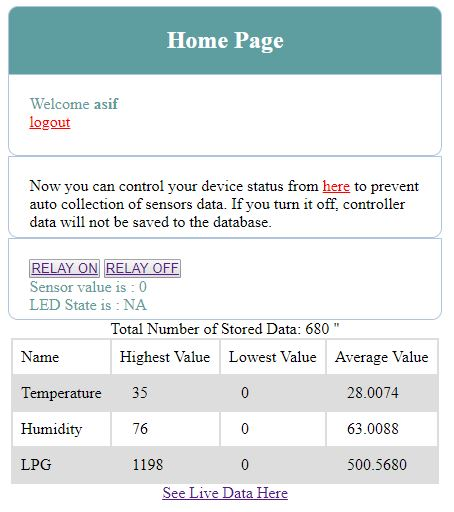 Home Page
Welcome asif
logout
Now you can control your device status from here to prevent
auto collection of sensors data. If you turn it off, controller
data will not be saved to the database.
RELAY ON RELAY OFF
Sensor value is : 0
LED State is : NA
Total Number of Stored Data: 680 "
Name Highest Value Lowest Value Average Value
Temperature 35 0 28.0074
Humidity 76 0 63.0088
LPG 1198 0 500.5680
See Live Data Here